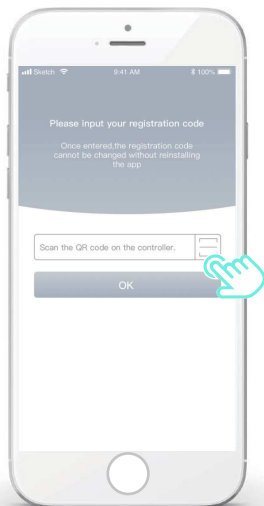 Sketch 9:41 AM 100%
Please input your registration code
Once entered,the registration code
cannot be changed without reinstalling
the app
Scan the QR code on the controller.
OK